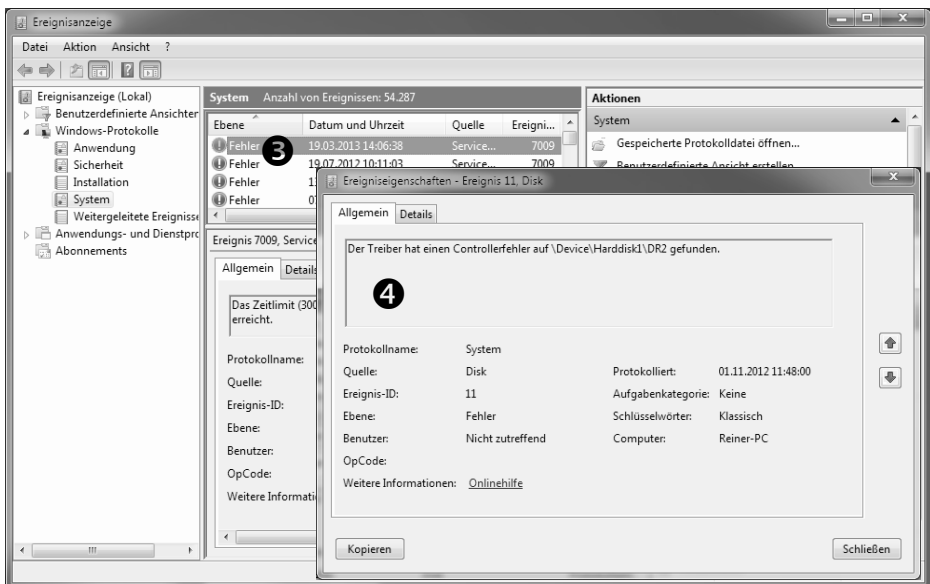 Ereignisanzeige
Datei Aktion Ansicht ?
Ereignisanzeige (Lokal)
Benutzerdefinierte Ansichten
Windows-Protokolle
Anwendung
Sicherheit
Installation
System
Weitergeleitete Ereignisse
Anwendungs- und Dienstpro
Abonnements
System Anzahl von Ereignissen: 54.287
Ebene Datum und Uhrzeit Quelle Ereigni...
Fehler 19.03.2013 14:06:38 Service... 7009
Fehler 19.07.2012 10:11:03 Service... 7009
Fehler
Fehler
3
Ereignis 7009, Service
Allgemein Details
Das Zeitlimit (300
erreicht.
Protokollname:
Quelle:
Ereignis-ID:
Ebene:
Benutzer:
OpCode:
Weitere Informati
Aktionen
System
Gespeicherte Protokolldatei öffnen...
Benutzerdefinierte Ansicht erstellen
Ereigniseigenschaften - Ereignis 11, Disk
Allgemein Details
Der Treiber hat einen Controllerfehler auf \Device\Harddisk1\DR2 gefunden.
4
Protokollname: System
Quelle: Disk Protokolliert: 01.11.2012 11:48:00
Ereignis-ID: 11 Aufgabenkategorie: Keine
Ebene: Fehler Schlüsselwörter: Klassisch
Benutzer: Nicht zutreffend Computer: Reiner-PC
OpCode:
Weitere Informationen: Onlinehilfe
Kopieren Schließen